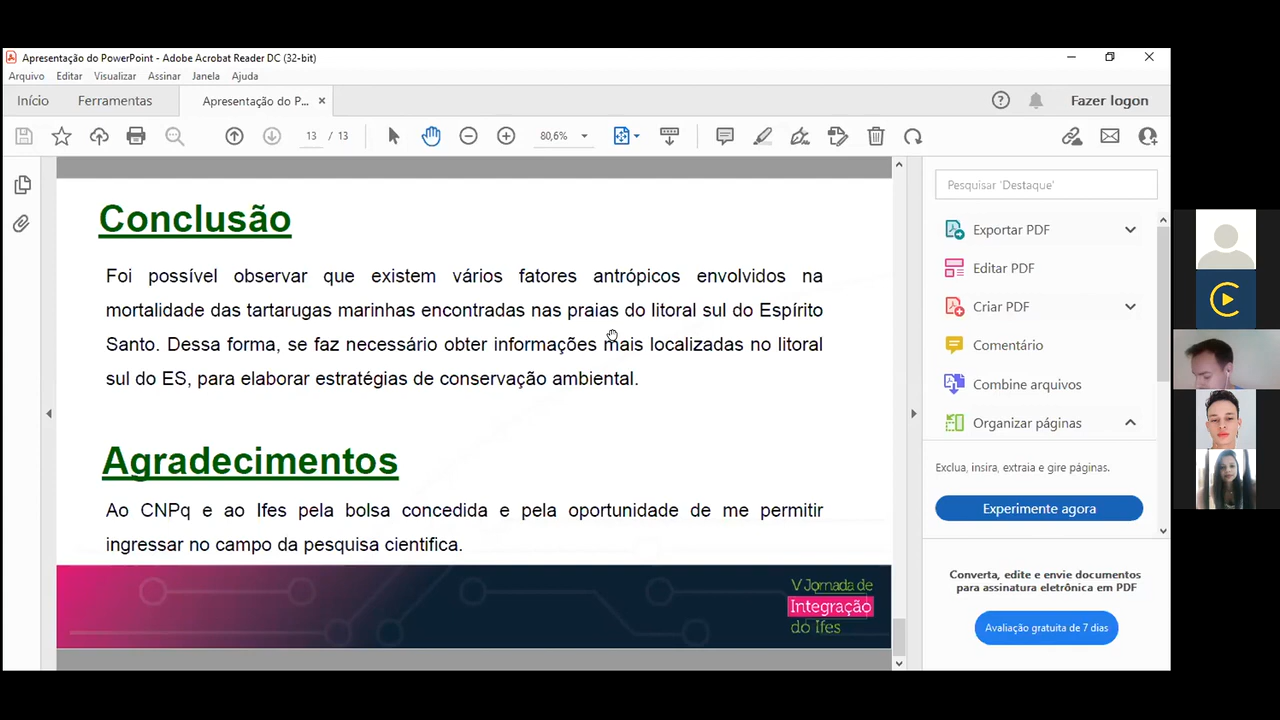 Apresentação do PowerPoint - Adobe Acrobat Reader DC (32-bit)
Arquivo Editar Visualizar Assinar Janela Ajuda
Início Ferramentas Apresentação do P... × Fazer logon
13 / 13 80,6%
Conclusão
Foi possível observar que existem vários fatores antrópicos envolvidos na
mortalidade das tartarugas marinhas encontradas nas praias do litoral sul do Espírito
Santo. Dessa forma, se faz necessário obter informações mais localizadas no litoral
sul do ES, para elaborar estratégias de conservação ambiental.
Agradecimentos
Ao CNPq e ao Ifes pela bolsa concedida e pela oportunidade de me permitir
ingressar no campo da pesquisa cientifica.
V Jornada de
Integração
do Ifes
Pesquisar 'Destaque'
Exportar PDF
Editar PDF
Criar PDF
Comentário
Combine arquivos
Organizar páginas
Exclua, insira, extraia e gire páginas.
Experimente agora
Converta, edite e envie documentos
para assinatura eletrônica em PDF
Avaliação gratuita de 7 dias